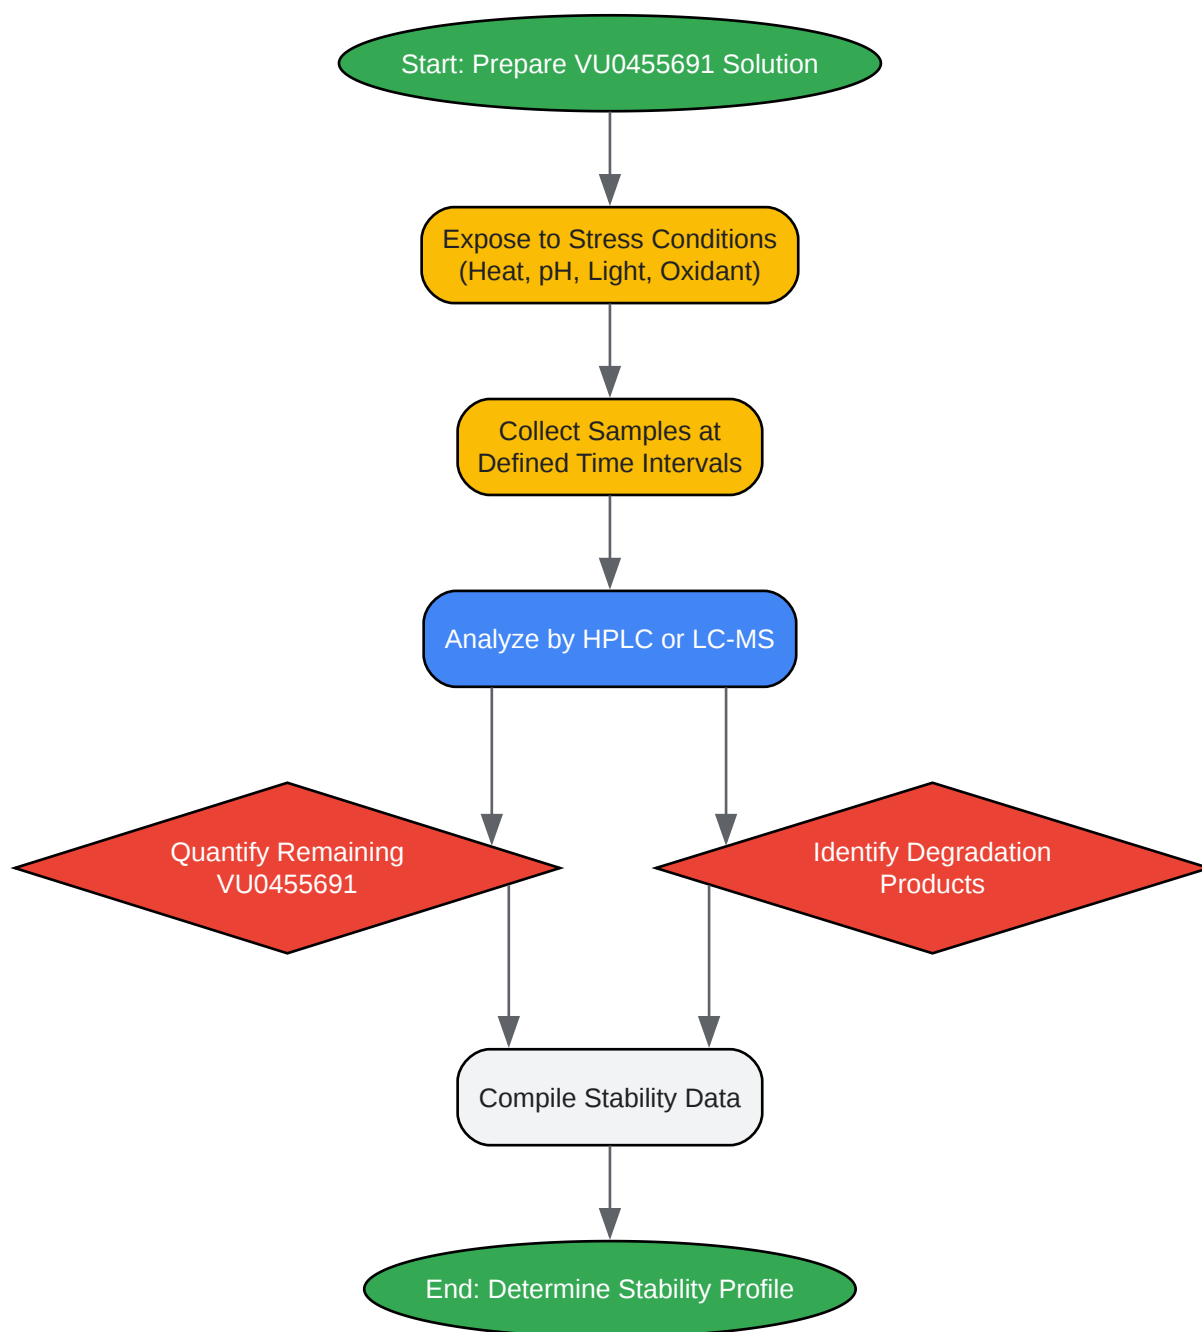 Start: Prepare VU0455691 Solution
Expose to Stress Conditions
(Heat, pH, Light, Oxidant)
Collect Samples at
Defined Time Intervals
Analyze by HPLC or LC-MS
Quantify Remaining
VU0455691
Identify Degradation
Products
Compile Stability Data
End: Determine Stability Profile